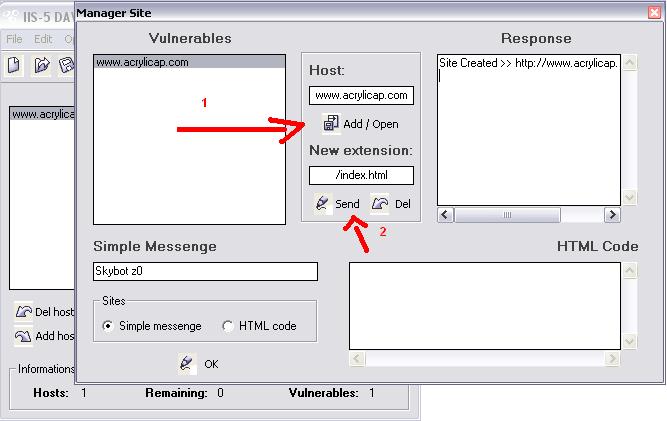 IIS-5 DAV
Manager Site
File Edit
Vulnerables
Response
www.acrylicap.com
Site Created >> http://www.acrylicap.
Host:
www.acrylicap.com
1
Add / Open
New extension:
/index.html
Send Del
2
Simple Messenge
HTML Code
Skybot z0
Sites
Simple messenge HTML code
OK
www.acrylicap
Del host
Add hos
Informations
Hosts: 1 Remaining: 0 Vulnerables: 1